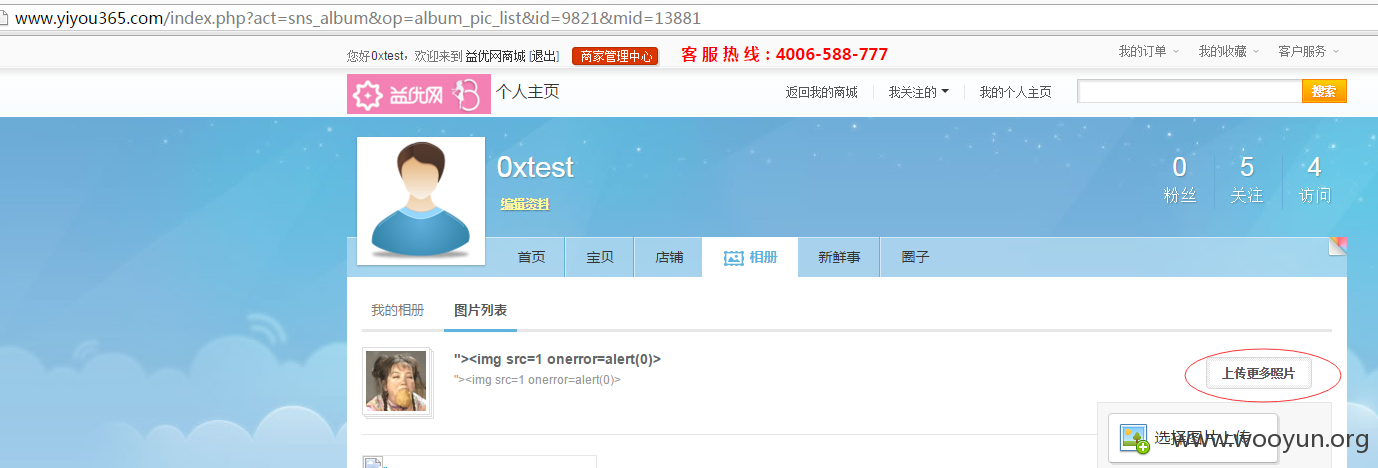 www.yiyou365.com/index.php?act=sns_album&op=album_pic_list&id=9821&mid=13881
您好0xtest，欢迎来到 益优网商城 [退出] 商家管理中心 客 服 热 线 : 4006-588-777 我的订单 我的收藏 客户服务
益优网 个人主页 返回我的商城 我关注的 我的个人主页 搜索
0xtest 0 5 4
编辑资料 粉丝 关注 访问
首页 宝贝 店铺 相册 新鲜事 圈子
我的相册 图片列表
"><img src=1 onerror=alert(0)>
"><img src=1 onerror=alert(0)>
上传更多照片
选择图片上传
www.wooyun.org